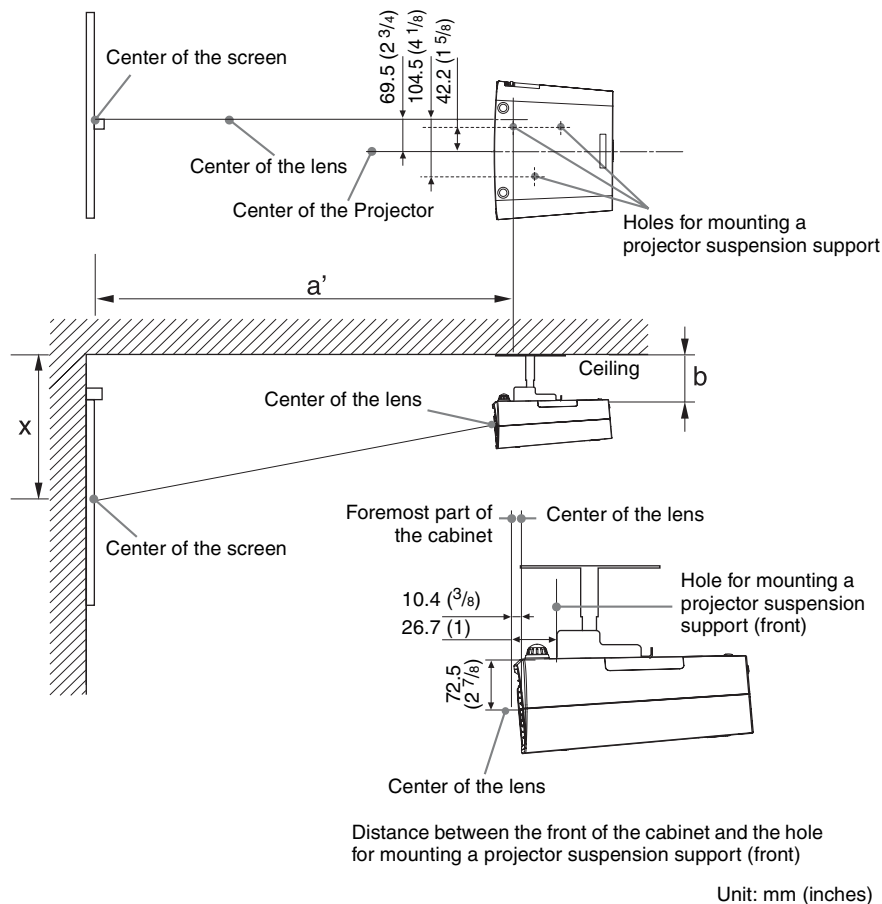 69.5 (2 3/4)
104.5 (4 1/8)
42.2 (1 5/8)
Center of the screen
Center of the lens
Center of the Projector
Holes for mounting a
projector suspension support
a’
Ceiling
b
x
Center of the lens
Center of the screen
Foremost part of
the cabinet
Center of the lens
Hole for mounting a
projector suspension
support (front)
10.4 (3/8)
26.7 (1)
72.5
(2 7/8)
Center of the lens
Distance between the front of the cabinet and the hole
for mounting a projector suspension support (front)
Unit: mm (inches)